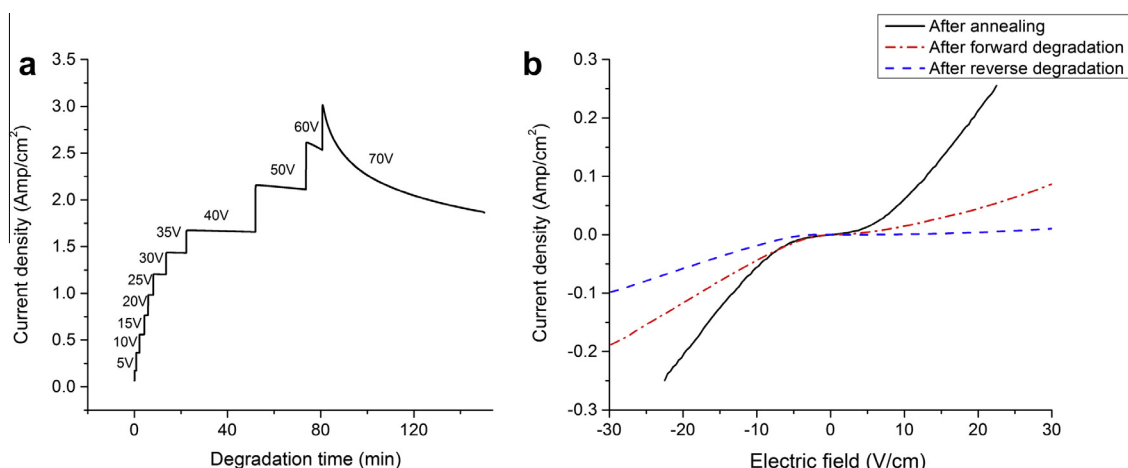 a
Current density (Amp/cm²)
3.5
3.0
2.5
2.0
1.5
1.0
0.5
0.0
5V
10V
15V
20V
25V
30V
35V
40V
50V
60V
70V
0
40
80
120
Degradation time (min)
b
After annealing
After forward degradation
After reverse degradation
Current density (Amp/cm²)
0.3
0.2
0.1
0.0
-0.1
-0.2
-0.3
-30
-20
-10
0
10
20
30
Electric field (V/cm)